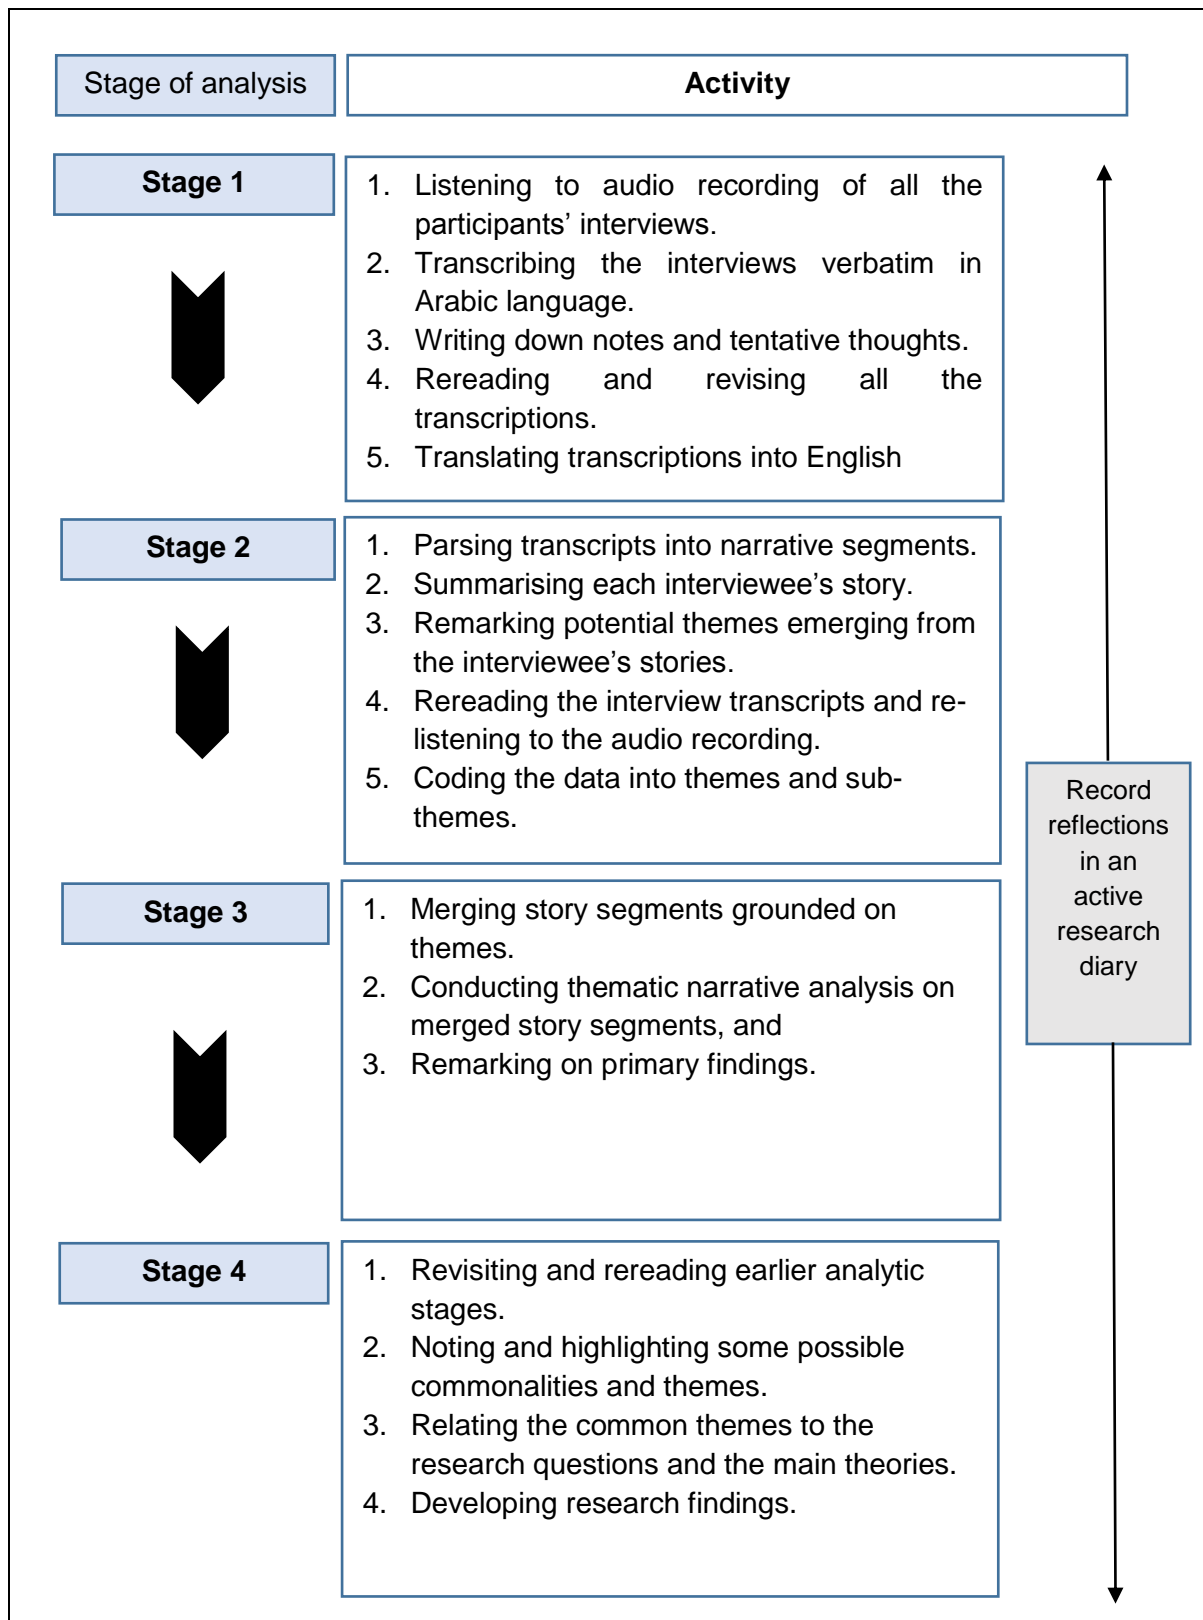 Stage of analysis
Activity
Stage 1
1. Listening to audio recording of all the
participants’ interviews.
2. Transcribing the interviews verbatim in
Arabic language.
3. Writing down notes and tentative thoughts.
4. Rereading and revising all the
transcriptions.
5. Translating transcriptions into English
Stage 2
1. Parsing transcripts into narrative segments.
2. Summarising each interviewee’s story.
3. Remarking potential themes emerging from
the interviewee’s stories.
4. Rereading the interview transcripts and re-
listening to the audio recording.
5. Coding the data into themes and sub-
themes.
Stage 3
1. Merging story segments grounded on
themes.
2. Conducting thematic narrative analysis on
merged story segments, and
3. Remarking on primary findings.
Stage 4
1. Revisiting and rereading earlier analytic
stages.
2. Noting and highlighting some possible
commonalities and themes.
3. Relating the common themes to the
research questions and the main theories.
4. Developing research findings.
Record
reflections
in an
active
research
diary